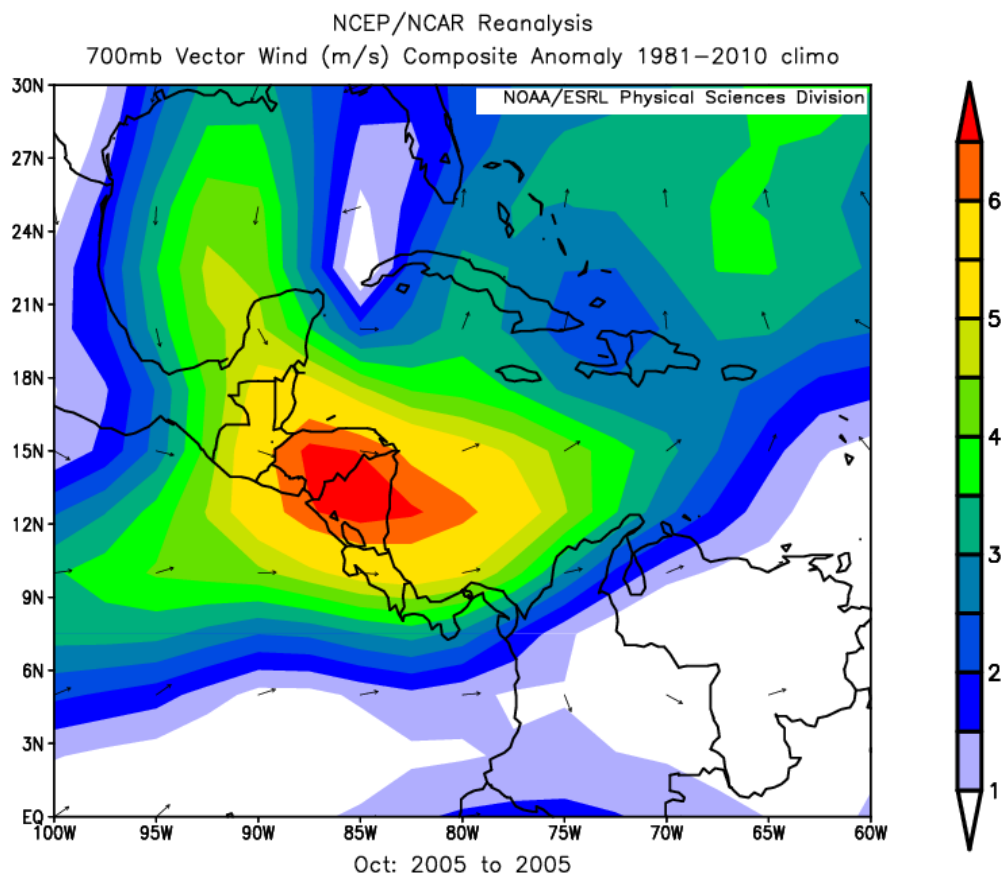 NCEP/NCAR Reanalysis
700mb Vector Wind (m/s) Composite Anomaly 1981−2010 climo
NOAA/ESRL Physical Sciences Division
30N
27N
24N
21N
18N
15N
12N
9N
6N
3N
EQ
100W 95W 90W 85W 80W 75W 70W 65W 60W
Oct: 2005 to 2005
6
5
4
3
2
1